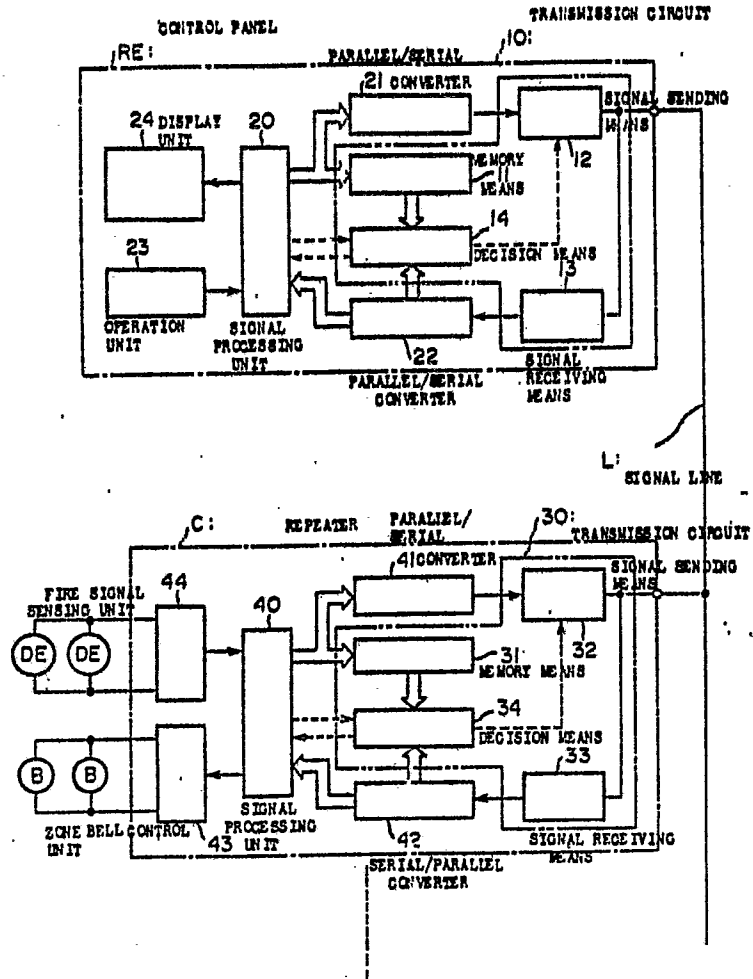 CONTROL PANEL
TRANSMISSION CIRCUIT
RE:
PARALLEL/SERIAL
10:
21 CONVERTER
SIGNAL SENDING
MEANS
24 DISPLAY
UNIT
20
12
MEMORY
11
MEANS
14
DECISION MEANS
23
13
OPERATION
UNIT
SIGNAL
PROCESSING
UNIT
22
SIGNAL
RECEIVING
MEANS
PARALLEL/SERIAL
CONVERTER
L:
SIGNAL LINE
C:
REPEATER
PARALLEL/
SERIAL
30:
TRANSMISSION CIRCUIT
41 CONVERTER
SIGNAL SENDING
MEANS
FIRE SIGNAL
SENSING UNIT
44
40
32
DE DE
31
MEMORY MEANS
34
DECISION MEANS
33
B B
ZONE BELL CONTROL
UNIT
43
SIGNAL
PROCESSING
UNIT
42
SIGNAL RECEIVING
MEANS
SERIAL/PARALLEL
CONVERTER